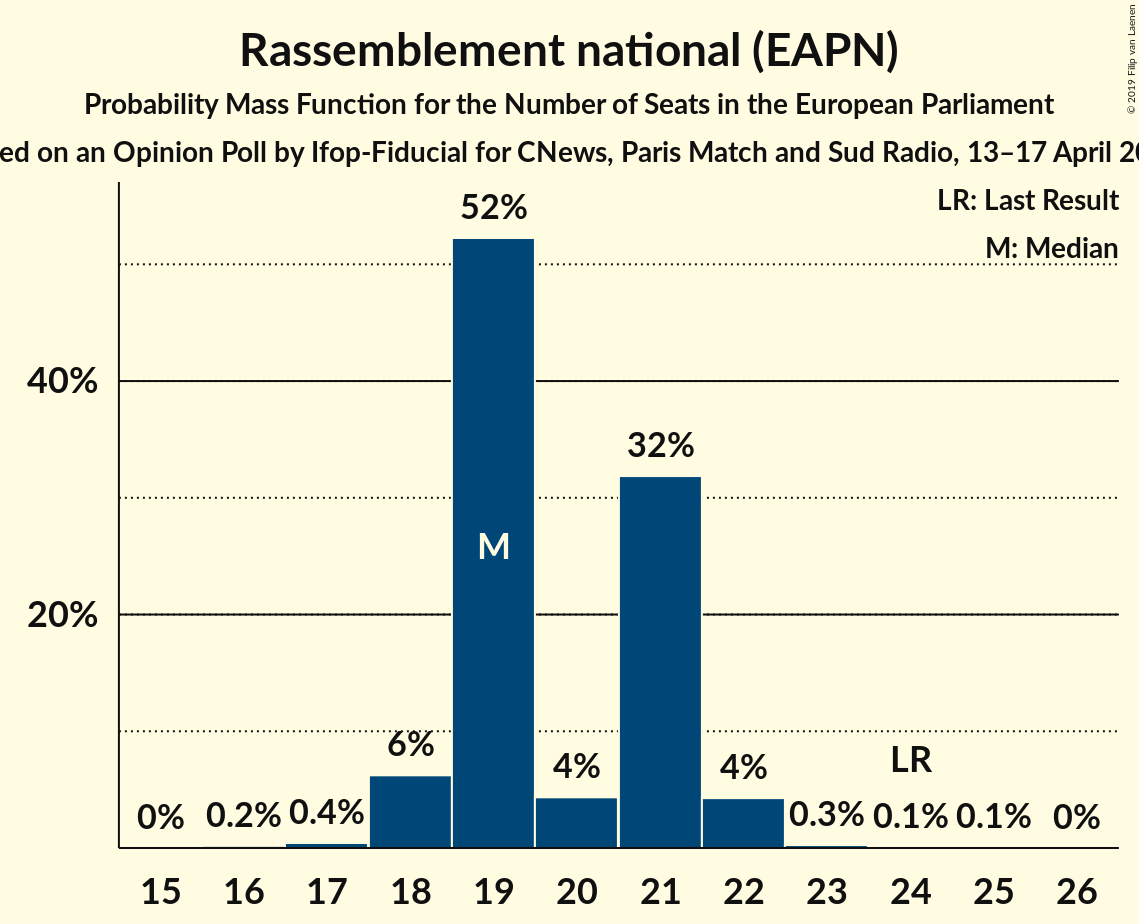 Rassemblement national (EAPN)
Probability Mass Function for the Number of Seats in the European Parliament
on an Opinion Poll by Ifop-Fiducial for CNews, Paris Match and Sud Radio, 13–17 April
© 2019 Filip van Laenen
LR: Last Result
M: Median
52%
40%
32%
M
20%
6%
4%
4%
LR
0%
0.2%
0.4%
0.3%
0.1%
0.1%
0%
15 16 17 18 19 20 21 22 23 24 25 26